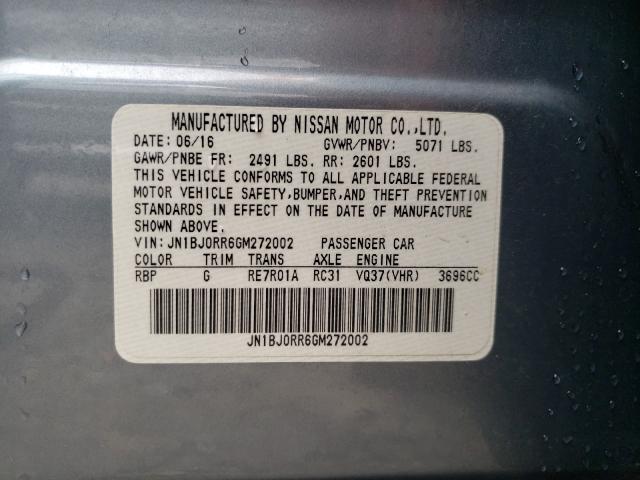 MANUFACTURED BY NISSAN MOTOR CO.,LTD.
DATE: 06/16 GVWR/PNBV: 5071 LBS.
GAWR/PNBE FR: 2491 LBS. RR: 2601 LBS.
THIS VEHICLE CONFORMS TO ALL APPLICABLE FEDERAL
MOTOR VEHICLE SAFETY,BUMPER,AND THEFT PREVENTION
STANDARDS IN EFFECT ON THE DATE OF MANUFACTURE
SHOWN ABOVE.
VIN: JN1BJ0RR6GM272002 PASSENGER CAR
COLOR TRIM TRANS AXLE ENGINE
RBP G RE7R01A RC31 VQ37(VHR) 3696CC
JN1BJ0RR6GM272002